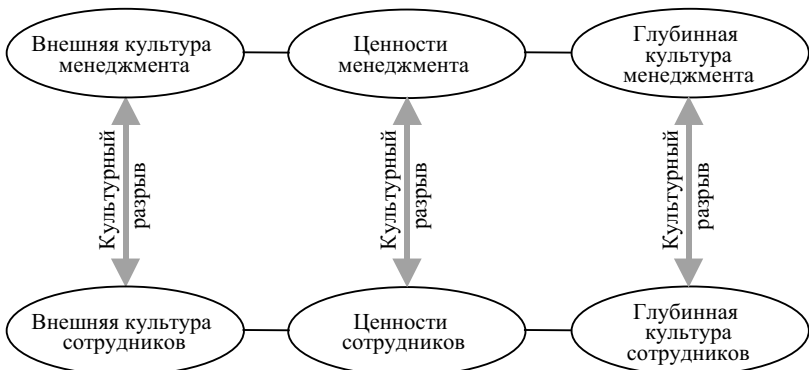 Внешняя культура
менеджмента
Ценности
менеджмента
Глубинная
культура
менеджмента
Культурный
разрыв
Культурный
разрыв
Культурный
разрыв
Внешняя культура
сотрудников
Ценности
сотрудников
Глубинная
культура
сотрудников